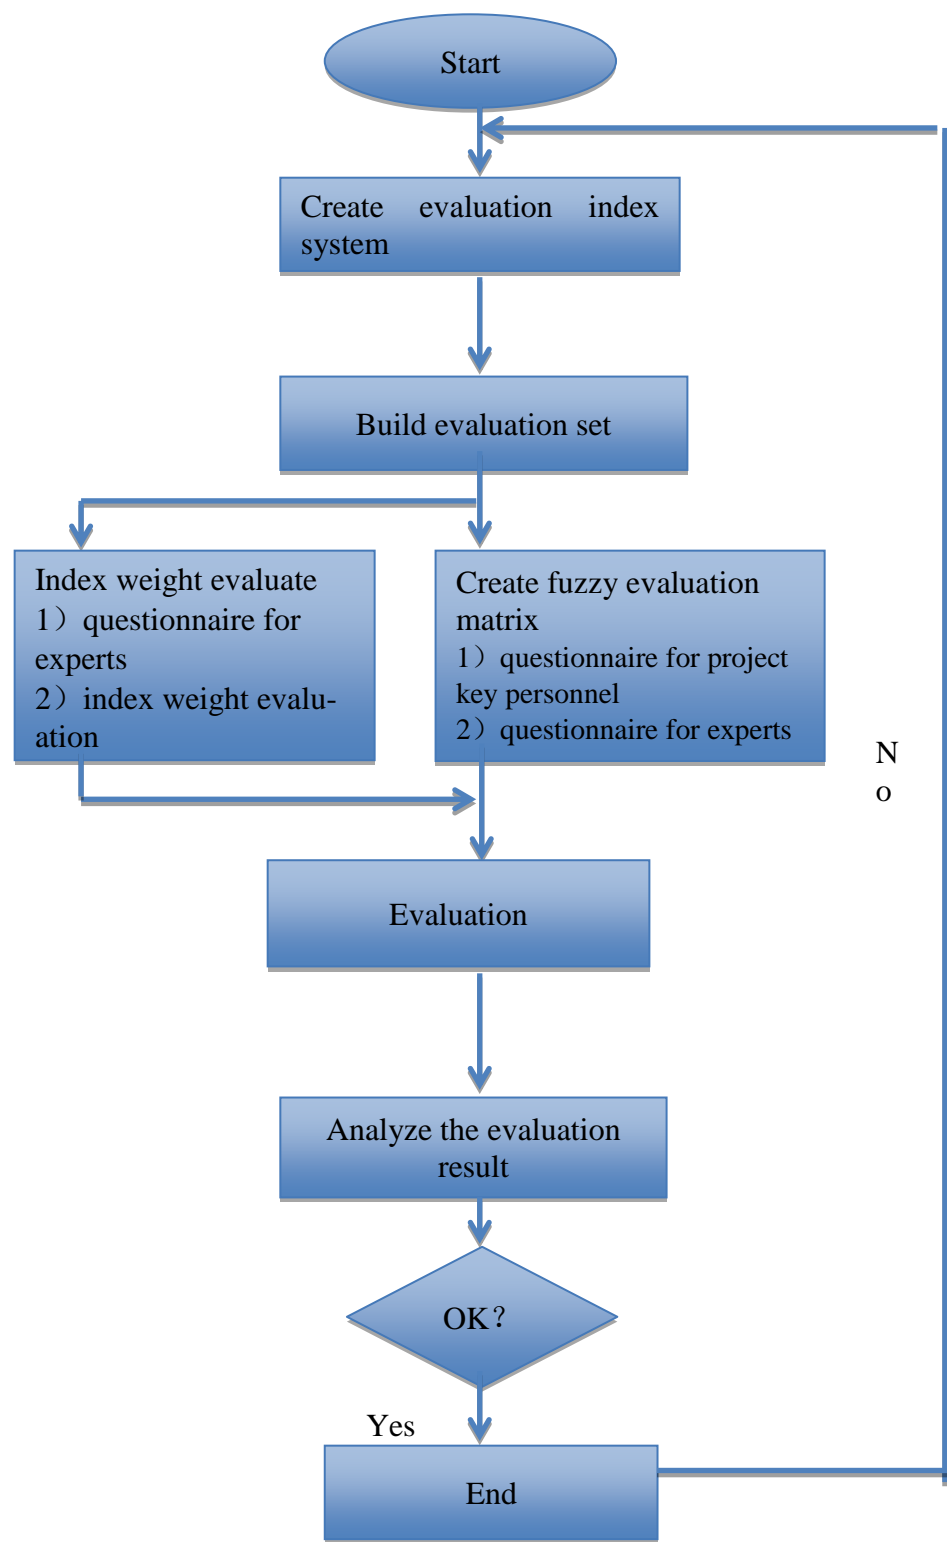 Start
Create evaluation index
system
Build evaluation set
Index weight evaluate
1）questionnaire for
experts
2）index weight evalu-
ation
Create fuzzy evaluation
matrix
1）questionnaire for project
key personnel
2）questionnaire for experts
N
o
Evaluation
Analyze the evaluation
result
OK？
Yes
End